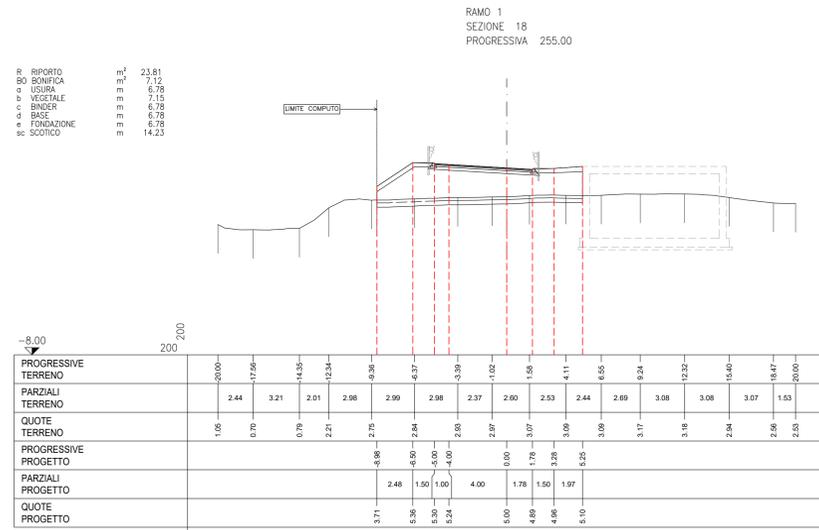 RAMO 1
SEZIONE 18
PROGRESSIVA 255.00
R RIPORTO m² 23.81
BO BONIFICA m² 7.12
a USURA m 6.78
b VEGETALE m 7.15
c BINDER m 6.78
d BASE m 6.78
e FONDAZIONE m 6.78
sc SCOTICO m 14.23
LIMITE COMPUTO
-8.00
200
200
PROGRESSIVE TERRENO -20.00 -17.56 -14.35 -12.34 -9.36 -6.37 -3.39 -1.02 1.58 4.11 6.55 9.24 12.32 15.40 18.47 20.00
PARZIALI TERRENO 2.44 3.21 2.01 2.98 2.99 2.98 2.37 2.60 2.53 2.44 2.69 3.08 3.08 3.07 1.53
QUOTE TERRENO 1.05 0.70 0.79 2.21 2.75 2.84 2.93 2.97 3.07 3.09 3.09 3.17 3.18 2.94 2.56 2.53
PROGRESSIVE PROGETTO -8.98 -6.50 -5.00 -4.00 0.00 1.78 3.28 5.25
PARZIALI PROGETTO 2.48 1.50 1.00 4.00 1.78 1.50 1.97
QUOTE PROGETTO 3.71 5.36 5.30 5.24 5.00 4.89 4.96 5.10